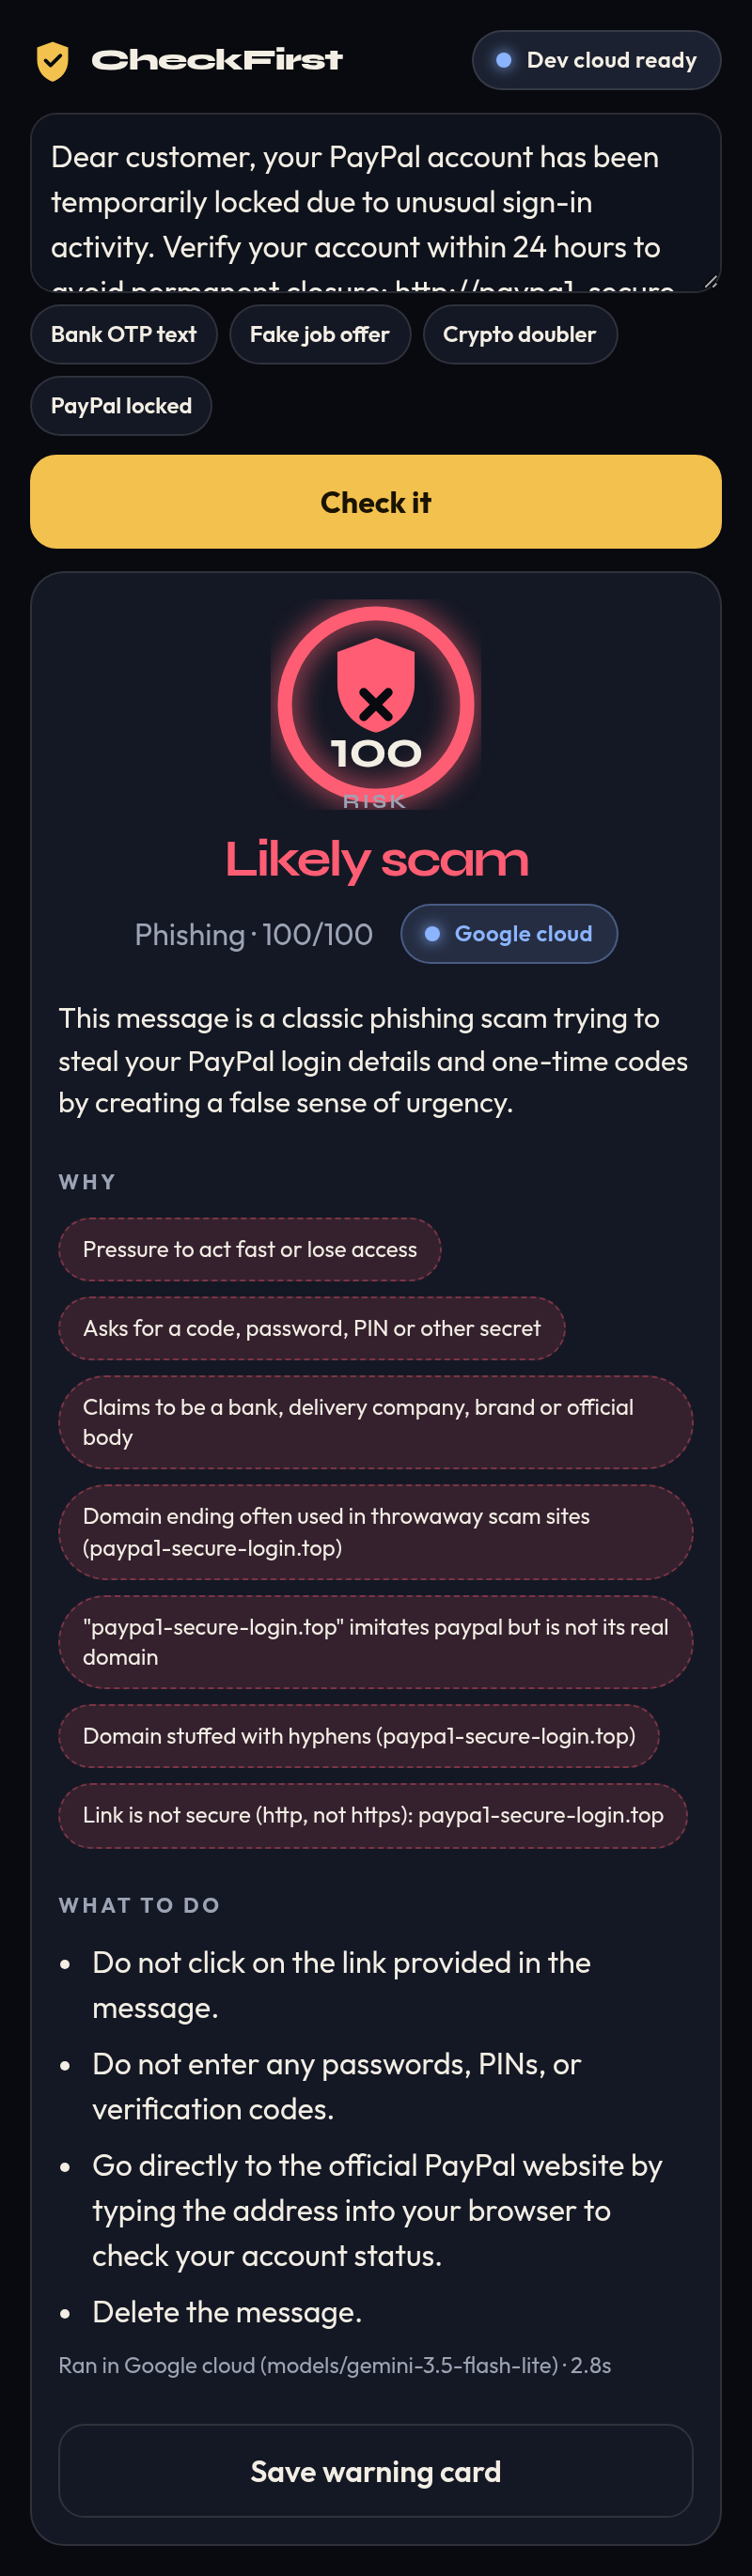 CheckFirst
Dev cloud ready
Dear customer, your PayPal account has been
temporarily locked due to unusual sign-in
activity. Verify your account within 24 hours to
avoid permanent closure: http://paypa1-secure
Bank OTP text
Fake job offer
Crypto doubler
PayPal locked
Check it
100
RISK
Likely scam
Phishing · 100/100
Google cloud
This message is a classic phishing scam trying to
steal your PayPal login details and one-time codes
by creating a false sense of urgency.
WHY
Pressure to act fast or lose access
Asks for a code, password, PIN or other secret
Claims to be a bank, delivery company, brand or official
body
Domain ending often used in throwaway scam sites
(paypa1-secure-login.top)
"paypa1-secure-login.top" imitates paypal but is not its real
domain
Domain stuffed with hyphens (paypa1-secure-login.top)
Link is not secure (http, not https): paypa1-secure-login.top
WHAT TO DO
• Do not click on the link provided in the
message.
• Do not enter any passwords, PINs, or
verification codes.
• Go directly to the official PayPal website by
typing the address into your browser to
check your account status.
• Delete the message.
Ran in Google cloud (models/gemini-3.5-flash-lite) · 2.8s
Save warning card